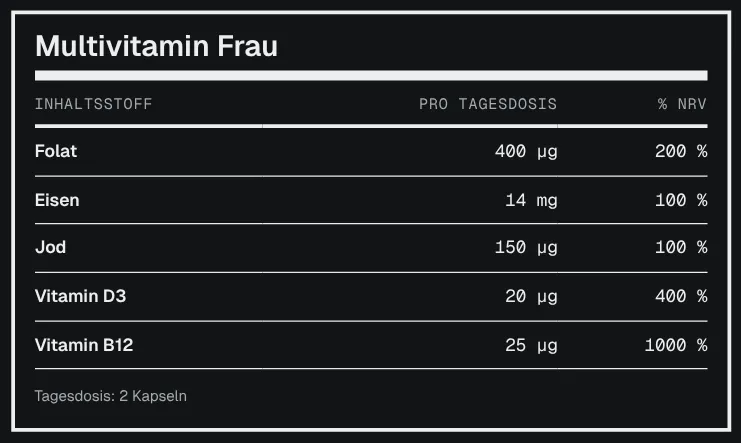 Multivitamin Frau
INHALTSSTOFF PRO TAGESDOSIS % NRV
Folat 400 µg 200 %
Eisen 14 mg 100 %
Jod 150 µg 100 %
Vitamin D3 20 µg 400 %
Vitamin B12 25 µg 1000 %
Tagesdosis: 2 Kapseln